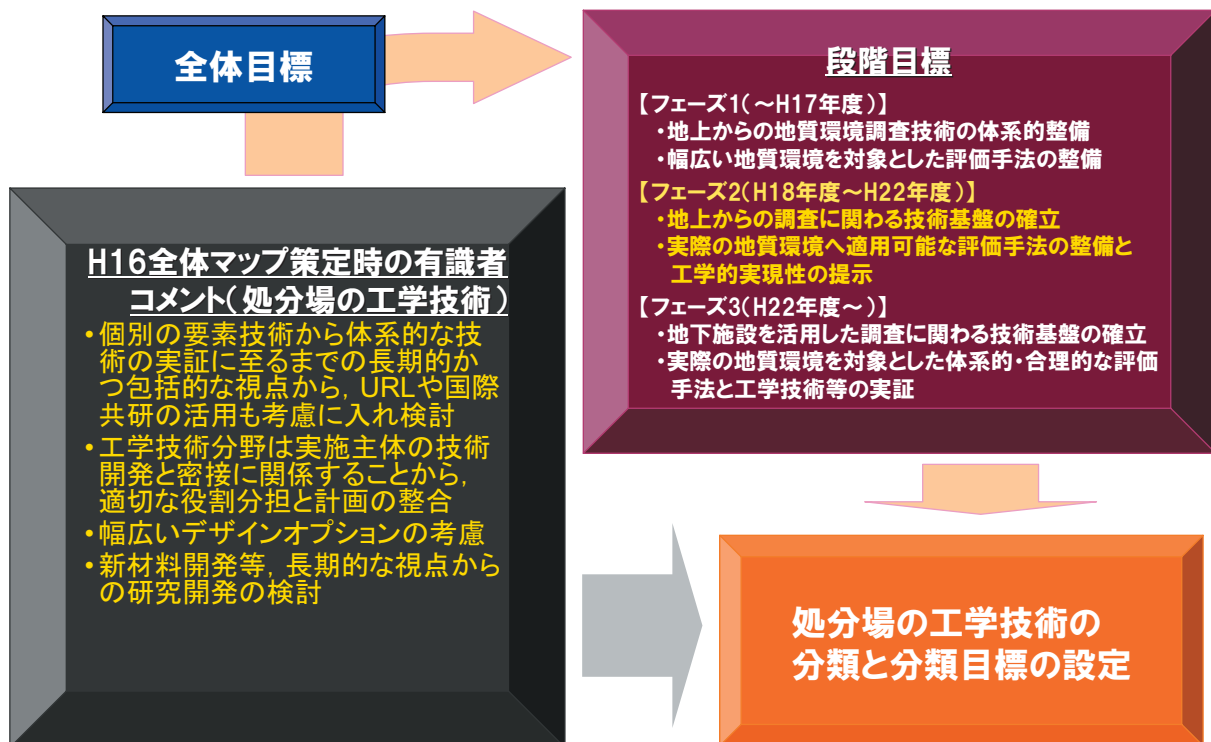 全体目標
段階目標
【フェーズ1(～H17年度)】
・地上からの地質環境調査技術の体系的整備
・幅広い地質環境を対象とした評価手法の整備
【フェーズ2(H18年度～H22年度)】
・地上からの調査に関わる技術基盤の確立
・実際の地質環境へ適用可能な評価手法の整備と
工学的実現性の提示
【フェーズ3(H22年度～)】
・地下施設を活用した調査に関わる技術基盤の確立
・実際の地質環境を対象とした体系的・合理的な評価
手法と工学技術等の実証
H16全体マップ策定時の有識者
コメント(処分場の工学技術)
・個別の要素技術から体系的な技
術の実証に至るまでの長期的か
つ包括的な視点から，URLや国際
共研の活用も考慮に入れ検討
・工学技術分野は実施主体の技術
開発と密接に関係することから，
適切な役割分担と計画の整合
・幅広いデザインオプションの考慮
・新材料開発等，長期的な視点から
の研究開発の検討
処分場の工学技術の
分類と分類目標の設定